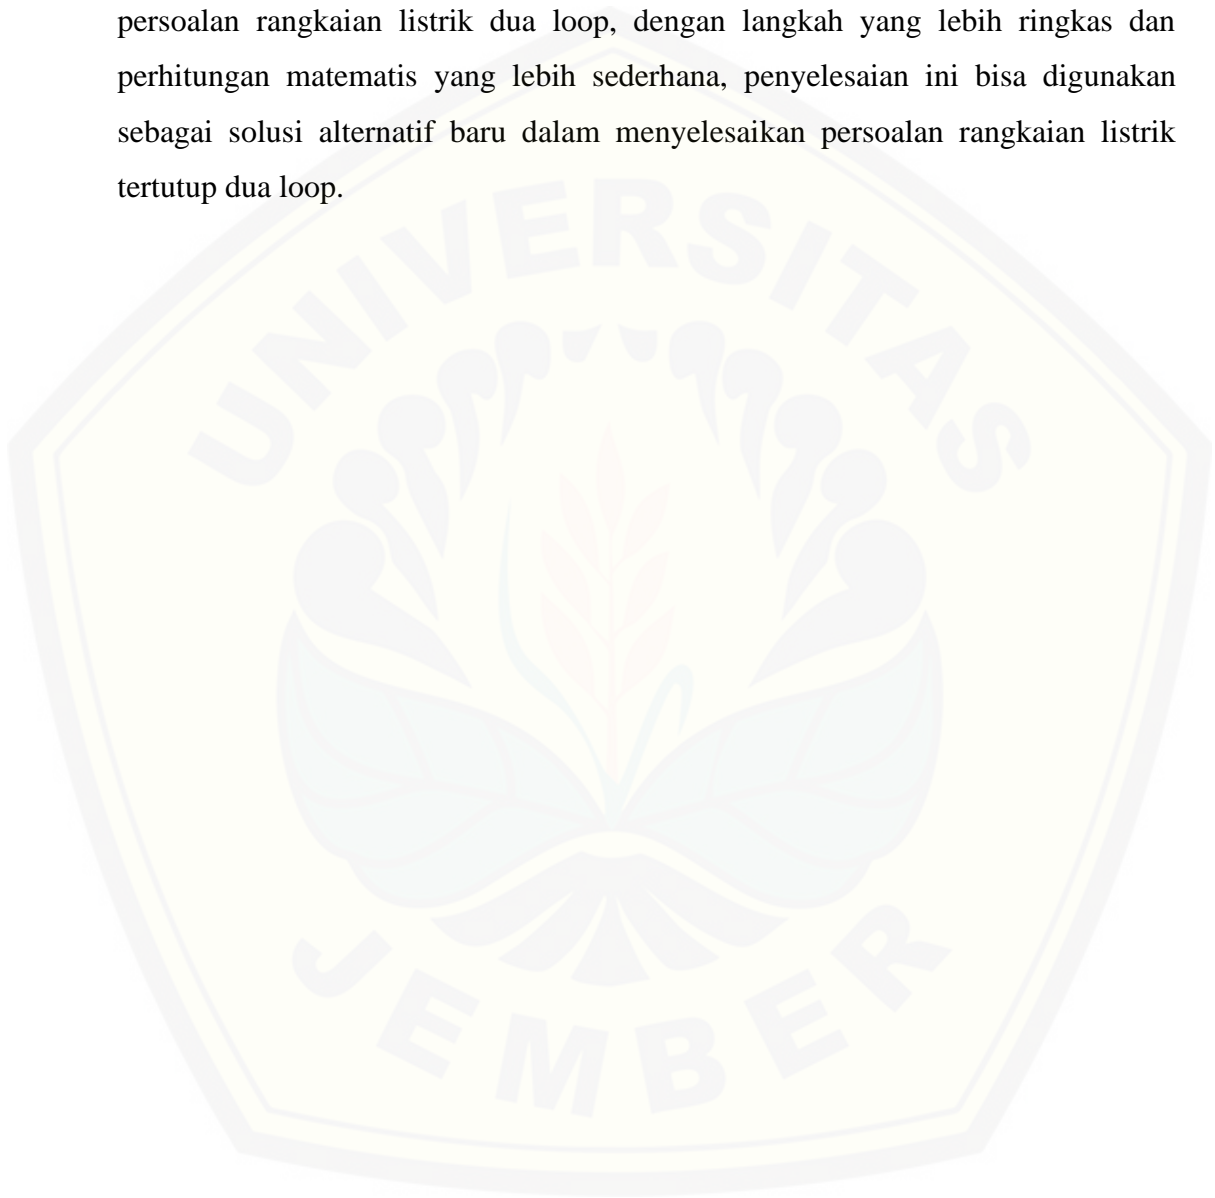 persoalan rangkaian listrik dua loop, dengan langkah yang lebih ringkas dan
perhitungan matematis yang lebih sederhana, penyelesaian ini bisa digunakan
sebagai solusi alternatif baru dalam menyelesaikan persoalan rangkaian listrik
tertutup dua loop.
UNIVERSITAS
JEMBER